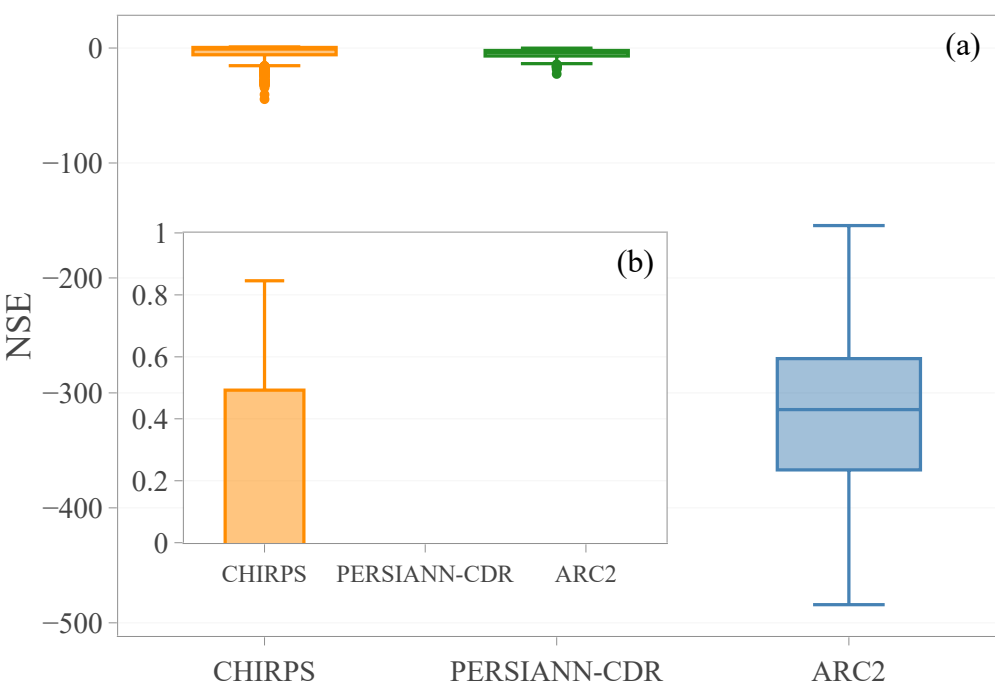 0
(a)
−100
−200
−300
−400
−500
NSE
1
(b)
0.8
0.6
0.4
0.2
0
CHIRPS PERSIANN-CDR ARC2
CHIRPS PERSIANN-CDR ARC2